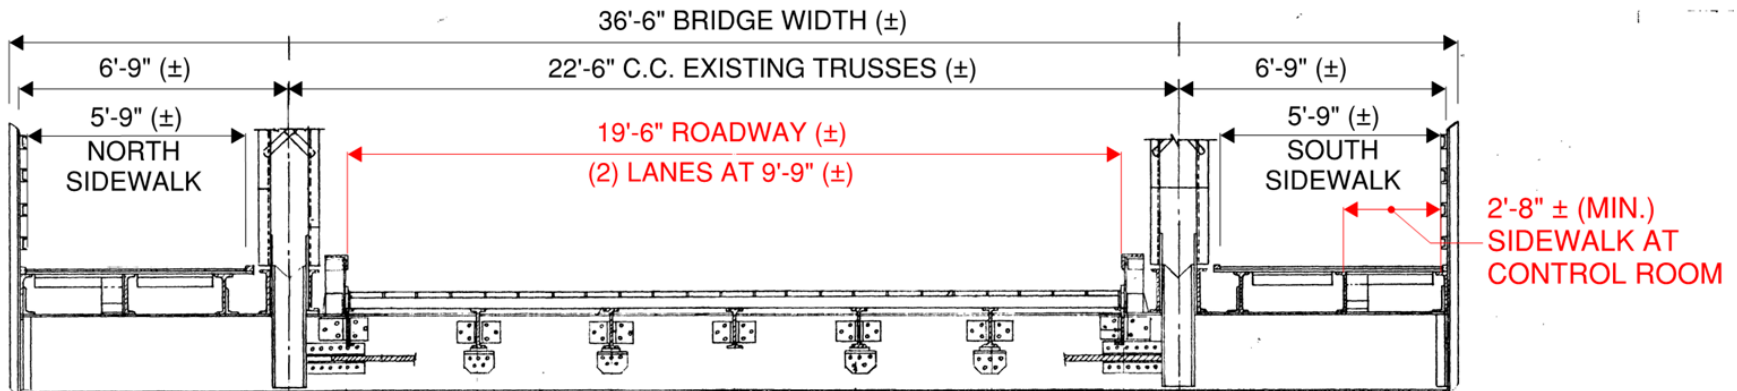 36'-6" BRIDGE WIDTH (±)
6'-9" (±)
22'-6" C.C. EXISTING TRUSSES (±)
6'-9" (±)
5'-9" (±)
NORTH
SIDEWALK
19'-6" ROADWAY (±)
(2) LANES AT 9'-9" (±)
5'-9" (±)
SOUTH
SIDEWALK
2'-8" ± (MIN.)
SIDEWALK AT
CONTROL ROOM